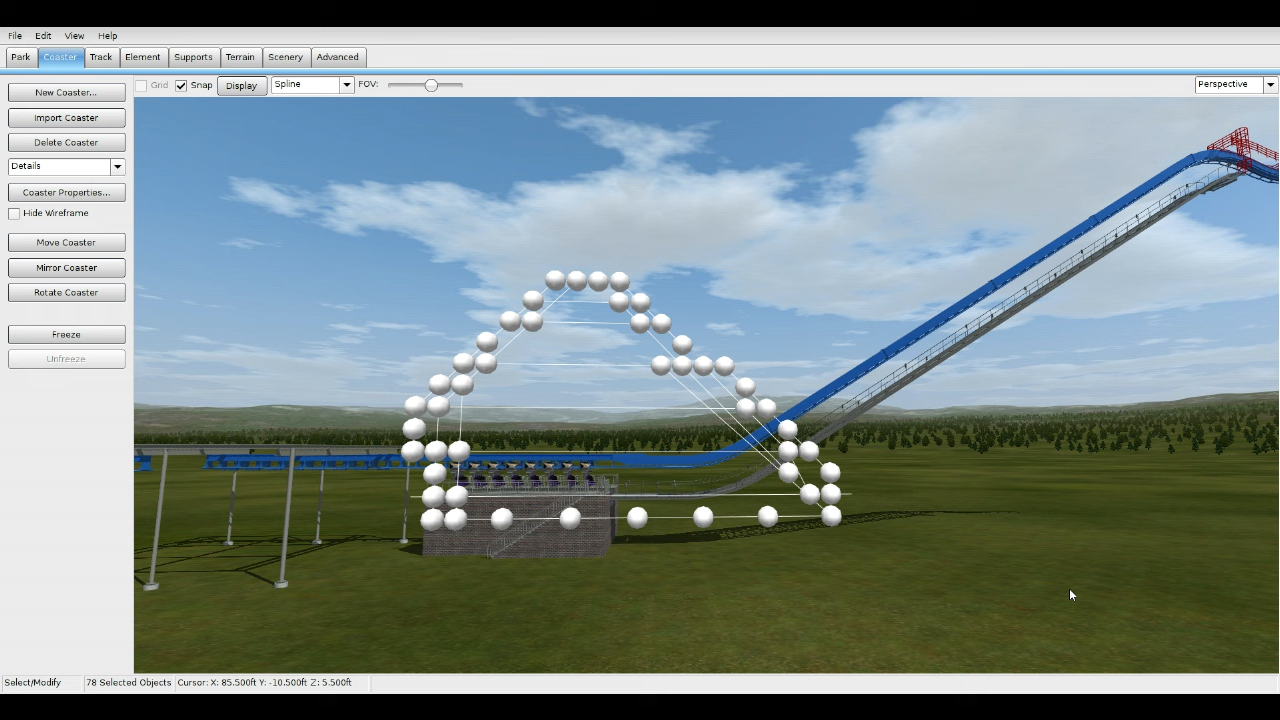 File Edit View Help
Park Coaster Track Element Supports Terrain Scenery Advanced
Grid Snap Display Spline FOV: Perspective
New Coaster...
Import Coaster
Delete Coaster
Details
Coaster Properties...
Hide Wireframe
Move Coaster
Mirror Coaster
Rotate Coaster
Freeze
Unfreeze
Select/Modify 78 Selected Objects Cursor: X: 85.500ft Y: -10.500ft Z: 5.500ft